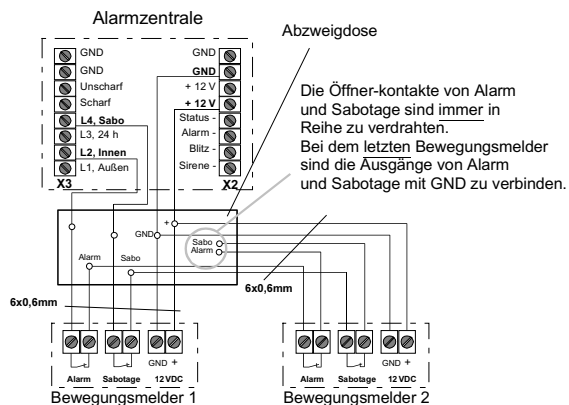 Alarmzentrale
Abzweigdose
GND
GND
Unscharf
Scharf
L4, Sabo
L3, 24 h
L2, Innen
L1, Außen
X3
GND
GND
+ 12 V
+ 12 V
Status -
Alarm -
Blitz -
Sirene -
X2
Die Öffner-kontakte von Alarm
und Sabotage sind immer in
Reihe zu verdrahten.
Bei dem letzten Bewegungsmelder
sind die Ausgänge von Alarm
und Sabotage mit GND zu verbinden.
+
GND
Sabo
Alarm
Alarm
Sabo
6x0,6mm
6x0,6mm
GND +
Alarm Sabotage 12 VDC
Bewegungsmelder 1
GND +
Alarm Sabotage 12 VDC
Bewegungsmelder 2